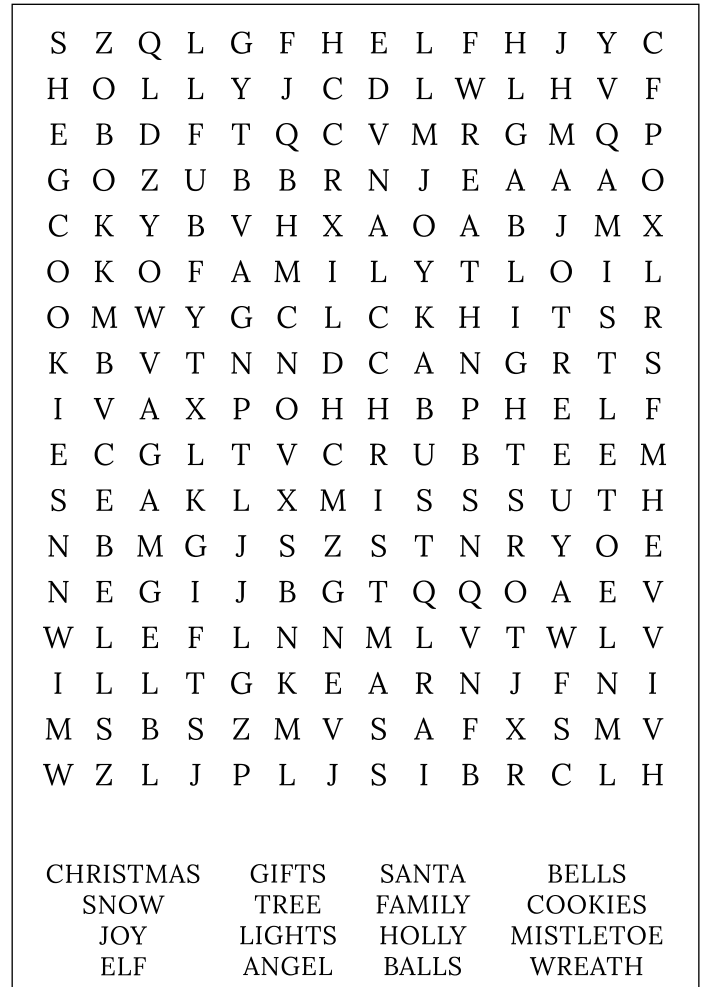 S Z Q L G F H E L F H J Y C
H O L L Y J C D L W L H V F
E B D F T Q C V M R G M Q P
G O Z U B B R N J E A A A O
C K Y B V H X A O A B J M X
O K O F A M I L Y T L O I L
O M W Y G C L C K H I T S R
K B V T N N D C A N G R T S
I V A X P O H H B P H E L F
E C G L T V C R U B T E E M
S E A K L X M I S S S U T H
N B M G J S Z S T N R Y O E
N E G I J B G T Q Q O A E V
W L E F L N N M L V T W L V
I L L T G K E A R N J F N I
M S B S Z M V S A F X S M V
W Z L J P L J S I B R C L H
CHRISTMAS GIFTS SANTA BELLS
SNOW TREE FAMILY COOKIES
JOY LIGHTS HOLLY MISTLETOE
ELF ANGEL BALLS WREATH